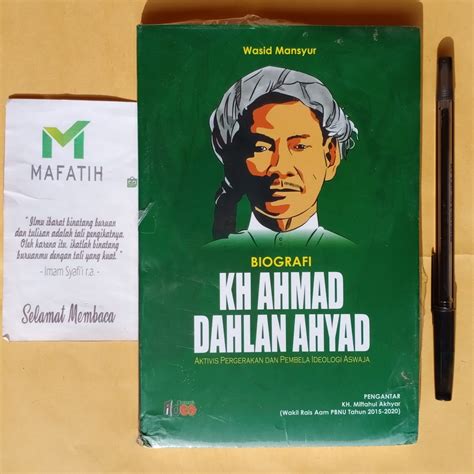 MAFATIH
"Ilmu ibarat binatang buruan
dan tulisan adalah tali pengikatnya.
Oleh karana itu, ikatlah binatang
buruanmu dengan tali yang kuat."
- Imam Syafi'i r.a. -
Selamat Membaca
Wasid Mansyur
BIOGRAFI
KH AHMAD
DAHLAN AHYAD
AKTIVIS PERGERAKAN DAN PEMBELA IDEOLOGI ASWAJA
PENGANTAR
KH. Miftahul Akhyar
(Wakil Rais Aam PBNU Tahun 2015-2020)